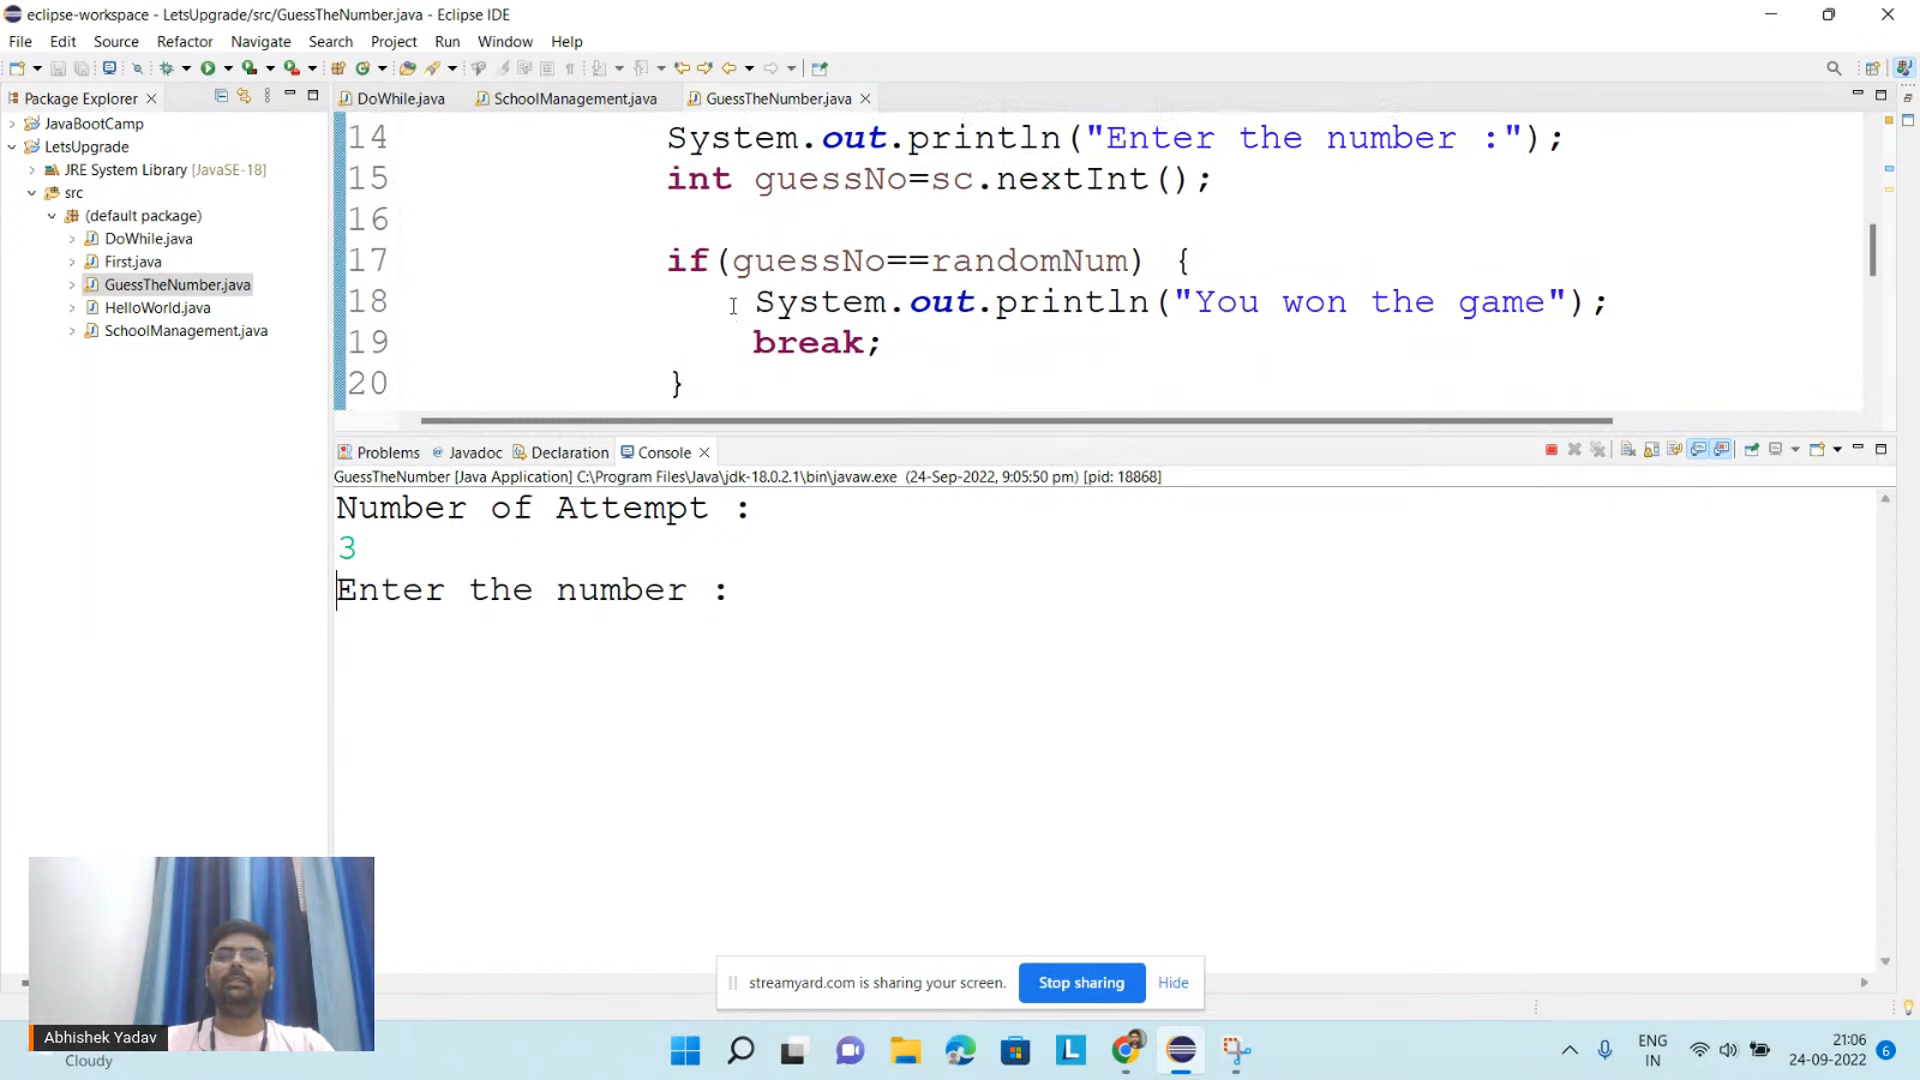 eclipse-workspace - LetsUpgrade/src/GuessTheNumber.java - Eclipse IDE
File Edit Source Refactor Navigate Search Project Run Window Help
Package Explorer
DoWhile.java SchoolManagement.java GuessTheNumber.java
JavaBootCamp
LetsUpgrade
JRE System Library [JavaSE-18]
src
(default package)
DoWhile.java
First.java
GuessTheNumber.java
HelloWorld.java
SchoolManagement.java
14 System.out.println("Enter the number :");
15 int guessNo=sc.nextInt();
16
17 if(guessNo==randomNum) {
18 System.out.println("You won the game");
19 break;
20 }
Problems Javadoc Declaration Console
GuessTheNumber [Java Application] C:\Program Files\Java\jdk-18.0.2.1\bin\javaw.exe (24-Sep-2022, 9:05:50 pm) [pid: 18868]
Number of Attempt :
3
Enter the number :
streamyard.com is sharing your screen. Stop sharing Hide
Abhishek Yadav
Cloudy
ENG
IN
21:06
24-09-2022
6